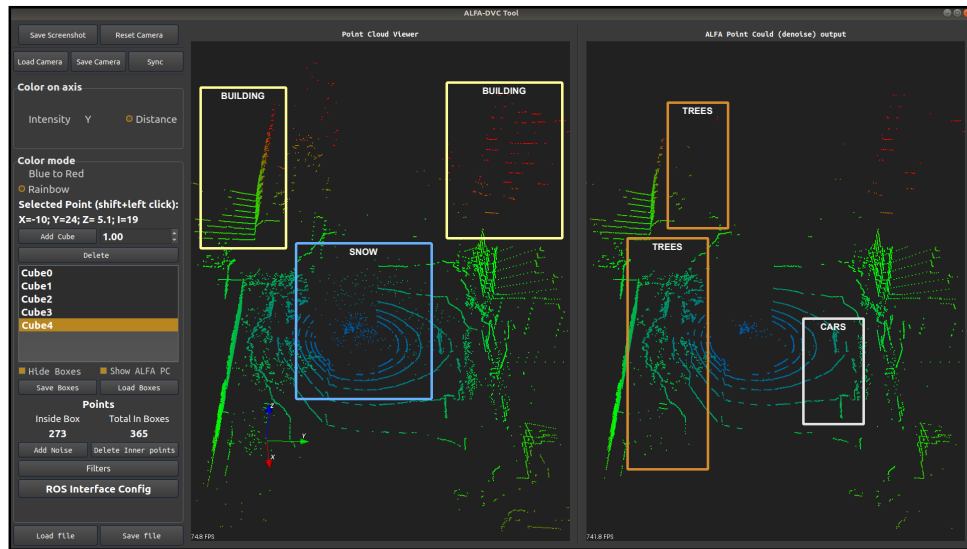 ALFA-DVC Tool
Save Screenshot Reset Camera
Load Camera Save Camera Sync
Color on axis
Intensity Y Distance
Color mode
Blue to Red
Rainbow
Selected Point (shift+left click):
X=-10; Y=24; Z= 5.1; I=19
Add Cube 1.00
Delete
Cube0
Cube1
Cube2
Cube3
Cube4
Hide Boxes Show ALFA PC
Save Boxes Load Boxes
Points
Inside Box Total In Boxes
273 365
Add Noise Delete Inner points
Filters
ROS Interface Config
Load file Save file
Point Cloud Viewer
BUILDING BUILDING
SNOW
Z
Y
X
74.8 FPS
ALFA Point Could (denoise) output
TREES
TREES
CARS
741.8 FPS